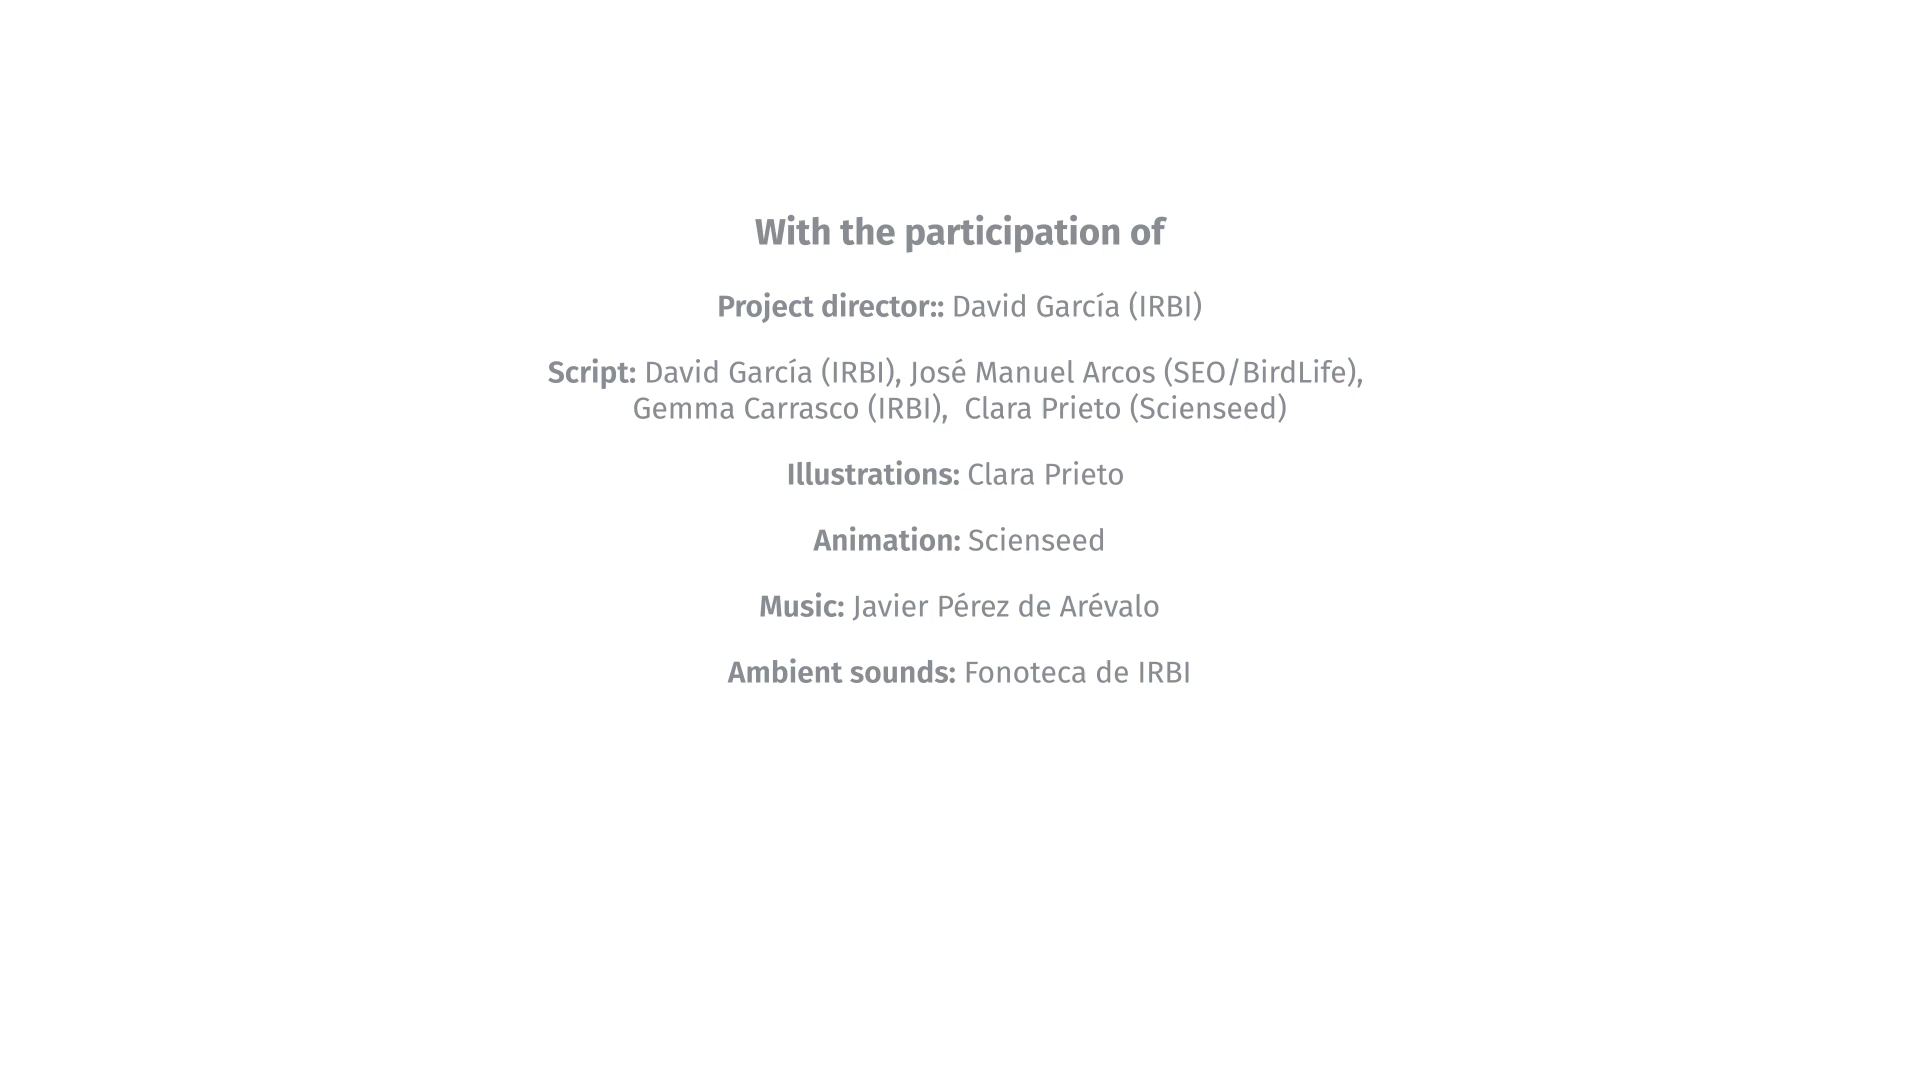 With the participation of
Project director:: David García (IRBI)
Script: David García (IRBI), José Manuel Arcos (SEO/BirdLife),
Gemma Carrasco (IRBI),  Clara Prieto (Scienseed)
Illustrations: Clara Prieto
Animation: Scienseed
Music: Javier Pérez de Arévalo
Ambient sounds: Fonoteca de IRBI